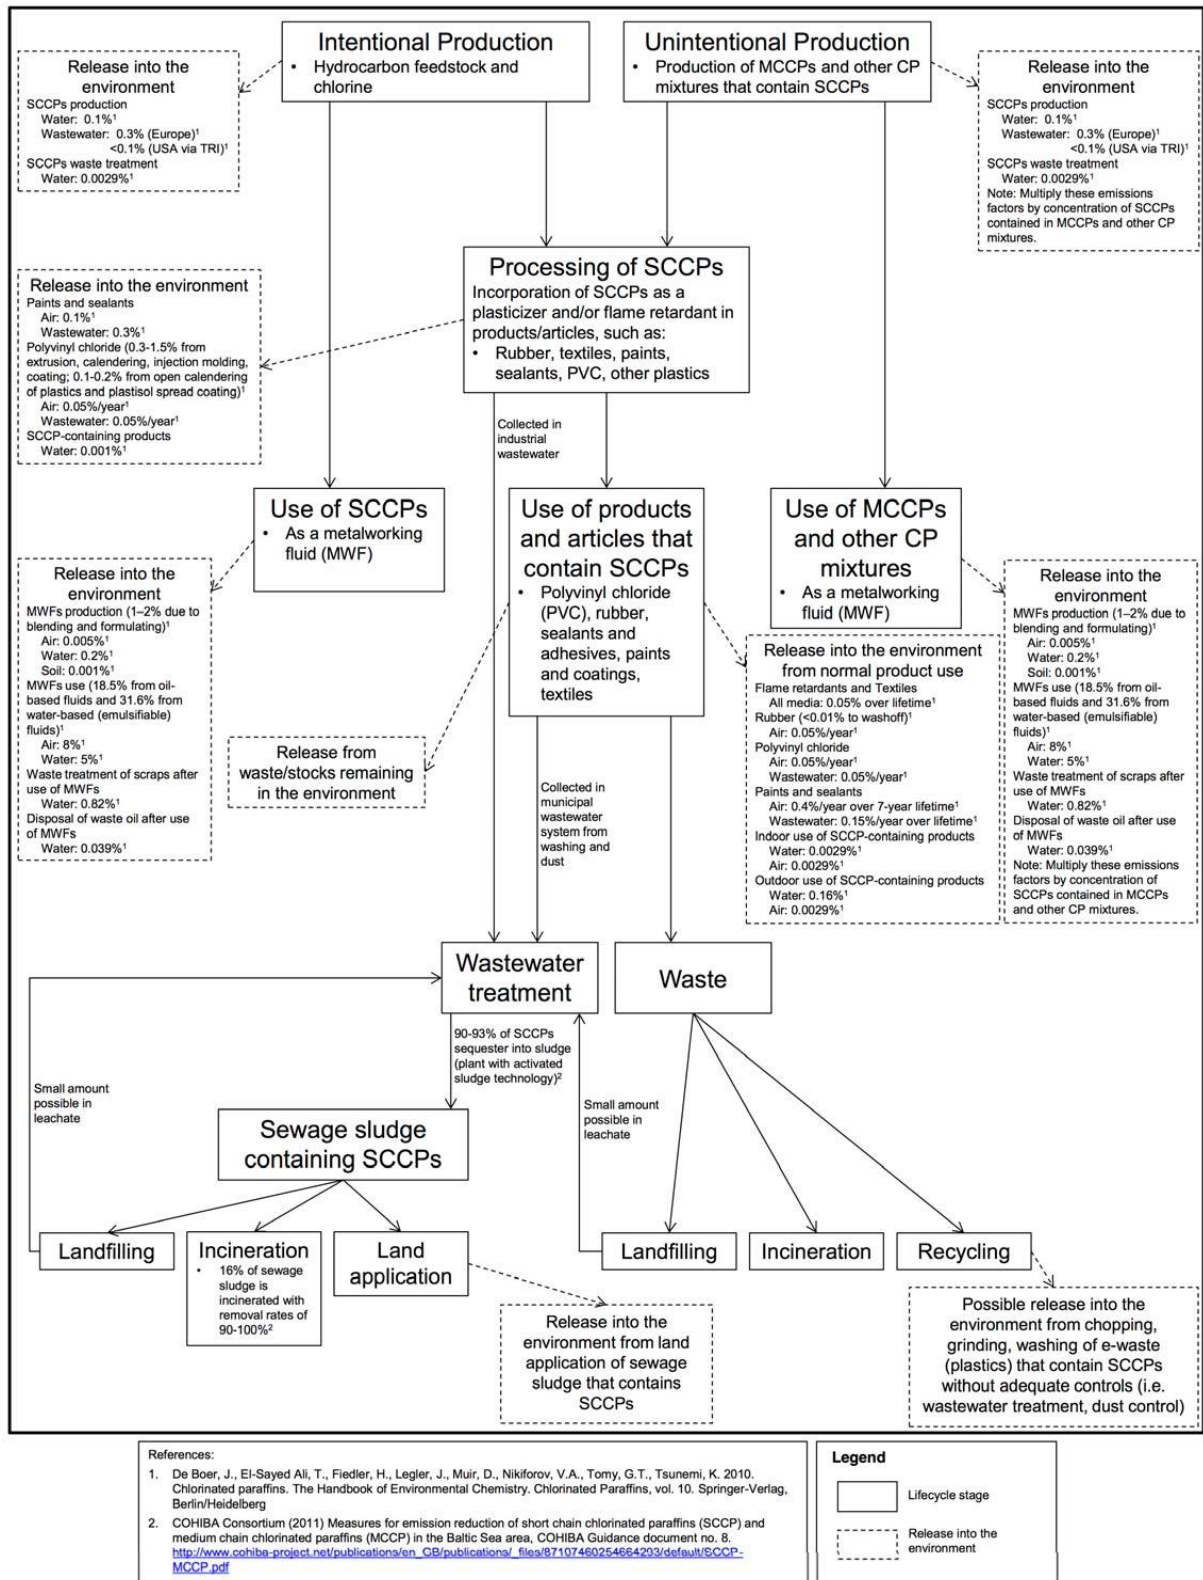 Intentional Production
• Hydrocarbon feedstock and
chlorine
Unintentional Production
• Production of MCCPs and other CP
mixtures that contain SCCPs
Release into the
environment
SCCPs production
Water: 0.1%¹
Wastewater: 0.3% (Europe)¹
<0.1% (USA via TRI)¹
SCCPs waste treatment
Water: 0.0029%¹
Release into the
environment
SCCPs production
Water: 0.1%¹
Wastewater: 0.3% (Europe)¹
<0.1% (USA via TRI)¹
SCCPs waste treatment
Water: 0.0029%¹
Note: Multiply these emissions
factors by concentration of SCCPs
contained in MCCPs and other CP
mixtures.
Processing of SCCPs
Incorporation of SCCPs as a
plasticizer and/or flame retardant in
products/articles, such as:
• Rubber, textiles, paints,
sealants, PVC, other plastics
Release into the environment
Paints and sealants
Air: 0.1%¹
Wastewater: 0.3%¹
Polyvinyl chloride (0.3-1.5% from
extrusion, calendering, injection molding,
coating; 0.1-0.2% from open calendering
of plastics and plastisol spread coating)¹
Air: 0.05%/year¹
Wastewater: 0.05%/year¹
SCCP-containing products
Water: 0.001%¹
Collected in
industrial
wastewater
Use of SCCPs
• As a metalworking
fluid (MWF)
Use of products
and articles that
contain SCCPs
• Polyvinyl chloride
(PVC), rubber,
sealants and
adhesives, paints
and coatings,
textiles
Use of MCCPs
and other CP
mixtures
• As a metalworking
fluid (MWF)
Release into the
environment
MWFs production (1–2% due to
blending and formulating)¹
Air: 0.005%¹
Water: 0.2%¹
Soil: 0.001%¹
MWFs use (18.5% from oil-
based fluids and 31.6% from
water-based (emulsifiable)
fluids)¹
Air: 8%¹
Water: 5%¹
Waste treatment of scraps after
use of MWFs
Water: 0.82%¹
Disposal of waste oil after use
of MWFs
Water: 0.039%¹
Release from
waste/stocks remaining
in the environment
Collected in
municipal
wastewater
system from
washing and
dust
Release into the environment
from normal product use
Flame retardants and Textiles
All media: 0.05% over lifetime¹
Rubber (<0.01% to washoff)¹
Air: 0.05%/year¹
Polyvinyl chloride
Air: 0.05%/year¹
Wastewater: 0.05%/year¹
Paints and sealants
Air: 0.4%/year over 7-year lifetime¹
Wastewater: 0.15%/year over lifetime¹
Indoor use of SCCP-containing products
Water: 0.0029%¹
Air: 0.0029%¹
Outdoor use of SCCP-containing products
Water: 0.16%¹
Air: 0.0029%¹
Release into the
environment
MWFs production (1–2% due to
blending and formulating)¹
Air: 0.005%¹
Water: 0.2%¹
Soil: 0.001%¹
MWFs use (18.5% from oil-
based fluids and 31.6% from
water-based (emulsifiable)
fluids)¹
Air: 8%¹
Water: 5%¹
Waste treatment of scraps after
use of MWFs
Water: 0.82%¹
Disposal of waste oil after use
of MWFs
Water: 0.039%¹
Note: Multiply these emissions
factors by concentration of
SCCPs contained in MCCPs
and other CP mixtures.
Wastewater
treatment
Waste
90-93% of SCCPs
sequester into sludge
(plant with activated
sludge technology)²
Small amount
possible in
leachate
Small amount
possible in
leachate
Sewage sludge
containing SCCPs
Landfilling
Incineration
• 16% of sewage
sludge is
incinerated with
removal rates of
90-100%²
Land
application
Landfilling
Incineration
Recycling
Release into the
environment from land
application of sewage
sludge that contains
SCCPs
Possible release into the
environment from chopping,
grinding, washing of e-waste
(plastics) that contain SCCPs
without adequate controls (i.e.
wastewater treatment, dust control)
References:
1. De Boer, J., El-Sayed Ali, T., Fiedler, H., Legler, J., Muir, D., Nikiforov, V.A., Tomy, G.T., Tsunemi, K. 2010.
Chlorinated paraffins. The Handbook of Environmental Chemistry. Chlorinated Paraffins, vol. 10. Springer-Verlag,
Berlin/Heidelberg
2. COHIBA Consortium (2011) Measures for emission reduction of short chain chlorinated paraffins (SCCP) and
medium chain chlorinated paraffins (MCCP) in the Baltic Sea area, COHIBA Guidance document no. 8.
http://www.cohiba-project.net/publications/en_GB/publications/_files/87107460254664293/default/SCCP-
MCCP.pdf
Legend
Lifecycle stage
Release into the
environment